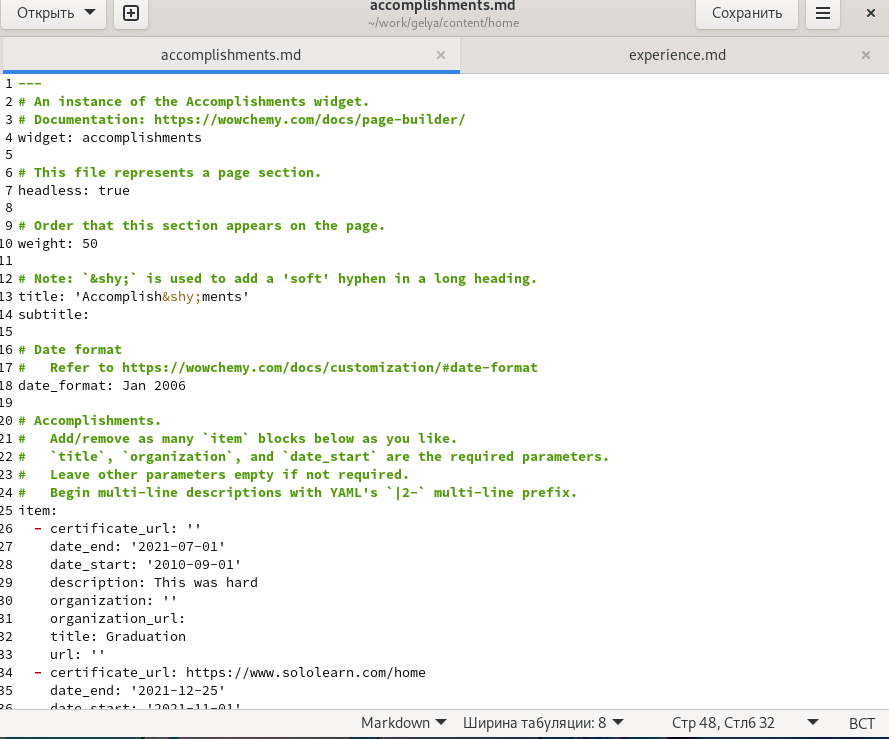 Открыть
accomplishments.md
~/work/gelya/content/home
Сохранить
accomplishments.md
experience.md
1 ---
2 # An instance of the Accomplishments widget.
3 # Documentation: https://wowchemy.com/docs/page-builder/
4 widget: accomplishments
5
6 # This file represents a page section.
7 headless: true
8
9 # Order that this section appears on the page.
10 weight: 50
11
12 # Note: `&shy;` is used to add a 'soft' hyphen in a long heading.
13 title: 'Accomplish&shy;ments'
14 subtitle:
15
16 # Date format
17 #   Refer to https://wowchemy.com/docs/customization/#date-format
18 date_format: Jan 2006
19
20 # Accomplishments.
21 #   Add/remove as many `item` blocks below as you like.
22 #   `title`, `organization`, and `date_start` are the required parameters.
23 #   Leave other parameters empty if not required.
24 #   Begin multi-line descriptions with YAML's `|2-` multi-line prefix.
25 item:
26   - certificate_url: ''
27     date_end: '2021-07-01'
28     date_start: '2010-09-01'
29     description: This was hard
30     organization: ''
31     organization_url:
32     title: Graduation
33     url: ''
34   - certificate_url: https://www.sololearn.com/home
35     date_end: '2021-12-25'
36     date_start: '2021-11-01'
Markdown Ширина табуляции: 8 Стр 48, Стлб 32 ВСТ